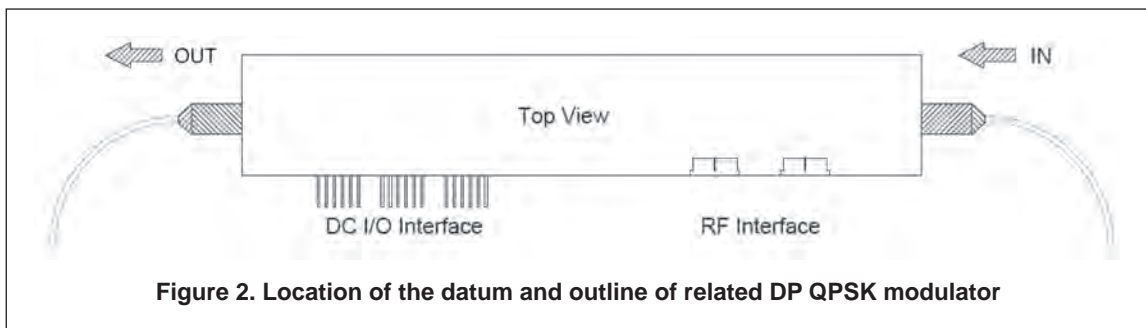 OUT
IN
Top View
DC I/O Interface
RF Interface
Figure 2. Location of the datum and outline of related DP QPSK modulator